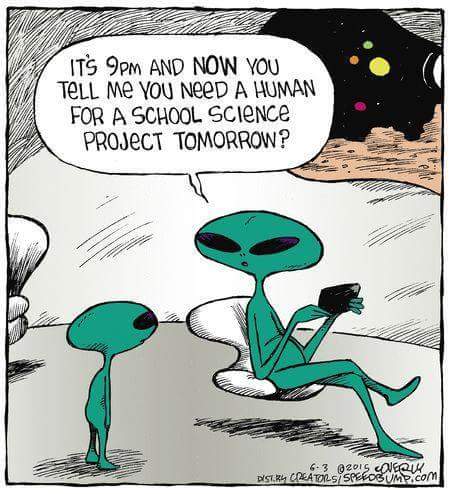 IT'S 9PM AND NOW YOU
TELL ME YOU NEED A HUMAN
FOR A SCHOOL SCIENCE
PROJECT TOMORROW?
6-3 ©2015 COVERLY
DIST. BY CREATORS/SPEEDBUMP.COM